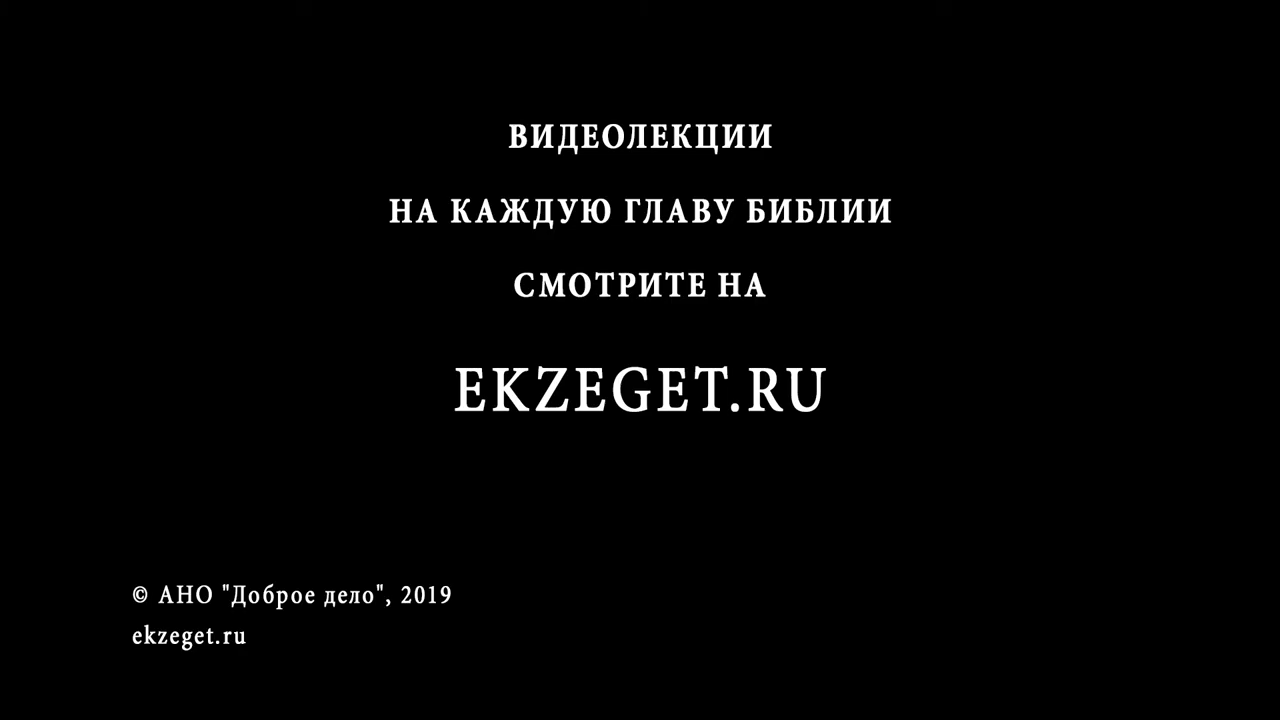 ВИДЕОЛЕКЦИИ
НА КАЖДУЮ ГЛАВУ БИБЛИИ
СМОТРИТЕ НА
EKZEGET.RU
© АНО "Доброе дело", 2019
ekzeget.ru